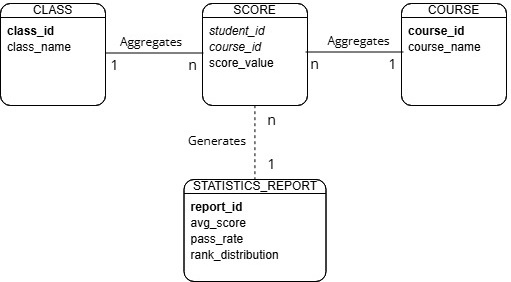 CLASS
class_id
class_name
Aggregates
1
n
SCORE
student_id
course_id
score_value
Aggregates
n
1
COURSE
course_id
course_name
n
Generates
1
STATISTICS_REPORT
report_id
avg_score
pass_rate
rank_distribution